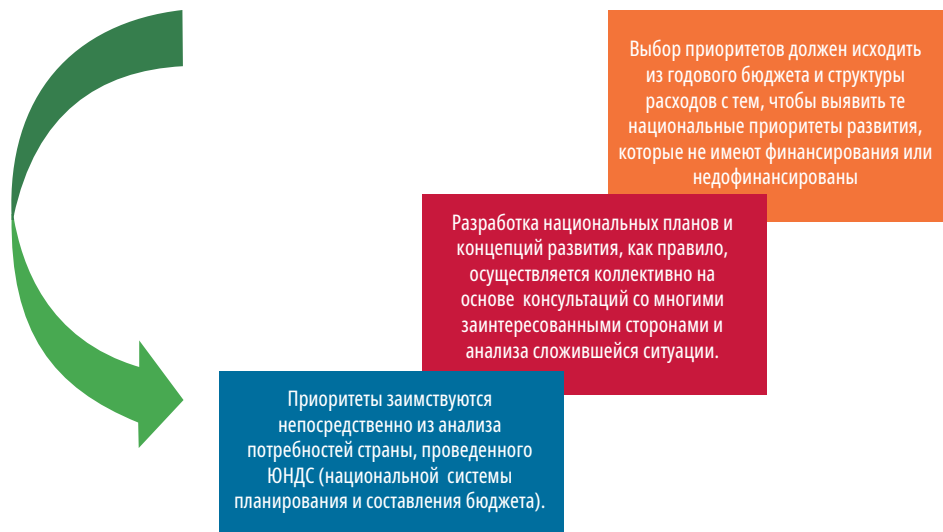 Выбор приоритетов должен исходить
из годового бюджета и структуры
расходов с тем, чтобы выявить те
национальные приоритеты развития,
которые не имеют финансирования или
недофинансированы
Разработка национальных планов и
концепций развития, как правило,
осуществляется коллективно на
основе консультаций со многими
заинтересованными сторонами и
анализа сложившейся ситуации.
Приоритеты заимствуются
непосредственно из анализа
потребностей страны, проведенного
ЮНДС (национальной системы
планирования и составления бюджета).